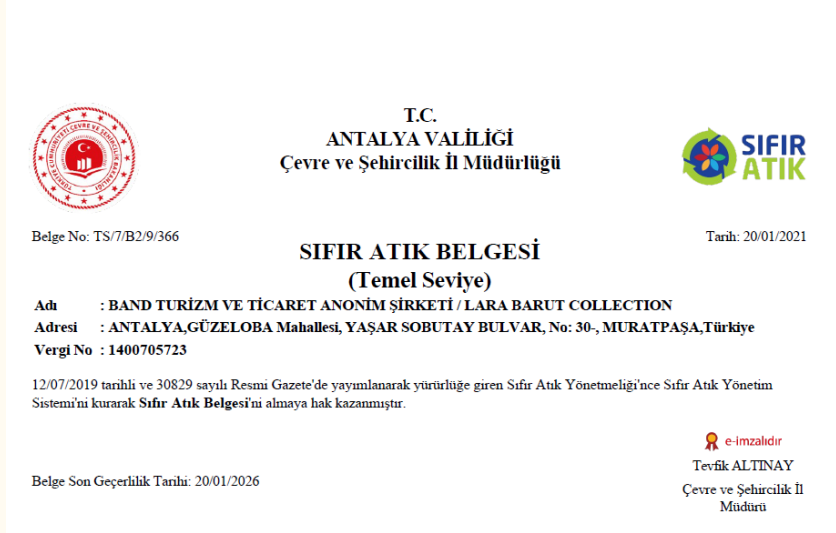 T.C.
ANTALYA VALİLİĞİ
Çevre ve Şehircilik İl Müdürlüğü
SIFIR
ATIK
Belge No: TS/7/B2/9/366
Tarih: 20/01/2021
SIFIR ATIK BELGESİ
(Temel Seviye)
Adı : BAND TURİZM VE TİCARET ANONİM ŞİRKETİ / LARA BARUT COLLECTION
Adresi : ANTALYA,GÜZELOBA Mahallesi, YAŞAR SOBUTAY BULVAR, No: 30-, MURATPAŞA,Türkiye
Vergi No : 1400705723
12/07/2019 tarihli ve 30829 sayılı Resmi Gazete'de yayımlanarak yürürlüğe giren Sıfır Atık Yönetmeliği'nce Sıfır Atık Yönetim
Sistemi'ni kurarak Sıfır Atık Belgesi'ni almaya hak kazanmıştır.
e-imzalıdır
Tevfik ALTINAY
Çevre ve Şehircilik İl
Müdürü
Belge Son Geçerlilik Tarihi: 20/01/2026